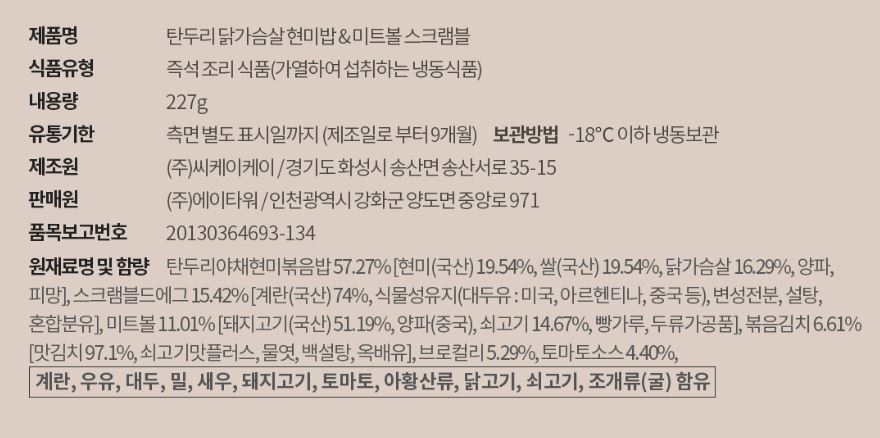 제품명 탄두리 닭가슴살 현미밥 & 미트볼 스크램블
식품유형 즉석 조리 식품(가열하여 섭취하는 냉동식품)
내용량 227g
유통기한 측면 별도 표시일까지 (제조일로 부터 9개월) 보관방법 -18℃ 이하 냉동보관
제조원 (주)씨케이케이 / 경기도 화성시 송산면 송산서로 35-15
판매원 (주)에이타워 / 인천광역시 강화군 양도면 중앙로 971
품목보고번호 20130364693-134
원재료명 및 함량 탄두리야채현미볶음밥 57.27% [현미(국산) 19.54%, 쌀(국산) 19.54%, 닭가슴살 16.29%, 양파,
피망], 스크램블드에그 15.42% [계란(국산) 74%, 식물성유지(대두유 : 미국, 아르헨티나, 중국 등), 변성전분, 설탕,
혼합분유], 미트볼 11.01% [돼지고기(국산) 51.19%, 양파(중국), 쇠고기 14.67%, 빵가루, 두류가공품], 볶음김치 6.61%
[맛김치 97.1%, 쇠고기맛플러스, 물엿, 백설탕, 옥배유], 브로컬리 5.29%, 토마토소스 4.40%,
계란, 우유, 대두, 밀, 새우, 돼지고기, 토마토, 아황산류, 닭고기, 쇠고기, 조개류(굴) 함유